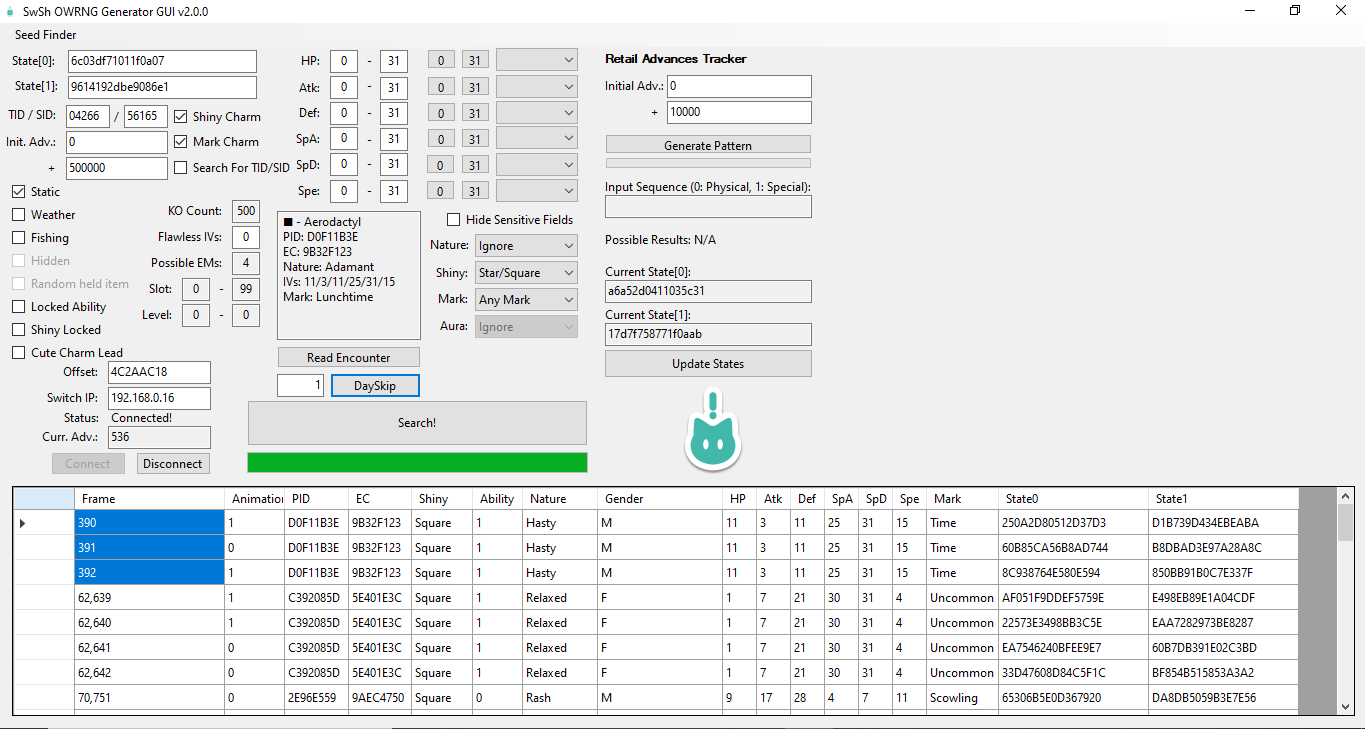 SwSh OWRNG Generator GUI v2.0.0
Seed Finder
State[0]: 6c03df71011f0a07
State[1]: 9614192dbe9086e1
TID / SID: 04266 / 56165 Shiny Charm
Init. Adv.: 0 Mark Charm
+ 500000 Search For TID/SID
Static
Weather
Fishing
Hidden
Random held item
Locked Ability
Shiny Locked
Cute Charm Lead
KO Count: 500
Flawless IVs: 0
Possible EMs: 4
Slot: 0 - 99
Level: 0 - 0
Offset: 4C2AAC18
Switch IP: 192.168.0.16
Status: Connected!
Curr. Adv.: 536
Connect Disconnect
HP: 0 - 31 0 31
Atk: 0 - 31 0 31
Def: 0 - 31 0 31
SpA: 0 - 31 0 31
SpD: 0 - 31 0 31
Spe: 0 - 31 0 31
■ - Aerodactyl
PID: D0F11B3E
EC: 9B32F123
Nature: Adamant
IVs: 11/3/11/25/31/15
Mark: Lunchtime
Read Encounter
1 DaySkip
Hide Sensitive Fields
Nature: Ignore
Shiny: Star/Square
Mark: Any Mark
Aura: Ignore
Search!
Retail Advances Tracker
Initial Adv.: 0
+ 10000
Generate Pattern
Input Sequence (0: Physical, 1: Special):
Possible Results: N/A
Current State[0]:
a6a52d0411035c31
Current State[1]:
17d7f758771f0aab
Update States
Frame Animation PID EC Shiny Ability Nature Gender HP Atk Def SpA SpD Spe Mark State0 State1
390 1 D0F11B3E 9B32F123 Square 1 Hasty M 11 3 11 25 31 15 Time 250A2D80512D37D3 D1B739D434EBEABA
391 0 D0F11B3E 9B32F123 Square 1 Hasty M 11 3 11 25 31 15 Time 60B85CA56B8AD744 B8DBAD3E97A28A8C
392 1 D0F11B3E 9B32F123 Square 1 Hasty M 11 3 11 25 31 15 Time 8C938764E580E594 850BB91B0C7E337F
62,639 1 C392085D 5E401E3C Square 1 Relaxed F 1 7 21 30 31 4 Uncommon AF051F9DDEF5759E E498EB89E1A04CDF
62,640 1 C392085D 5E401E3C Square 1 Relaxed F 1 7 21 30 31 4 Uncommon 22573E3498BB3C5E EAA7282973BE8287
62,641 0 C392085D 5E401E3C Square 1 Relaxed F 1 7 21 30 31 4 Uncommon EA7546240BFEE9E7 60B7DB391E02C3BD
62,642 0 C392085D 5E401E3C Square 1 Relaxed F 1 7 21 30 31 4 Uncommon 33D47608D84C5F1C BF854B515853A3A2
70,751 0 2E96E559 9AEC4750 Square 0 Rash M 9 17 28 4 7 11 Scowling 65306B5E0D367920 DA8DB5059B3E7E56